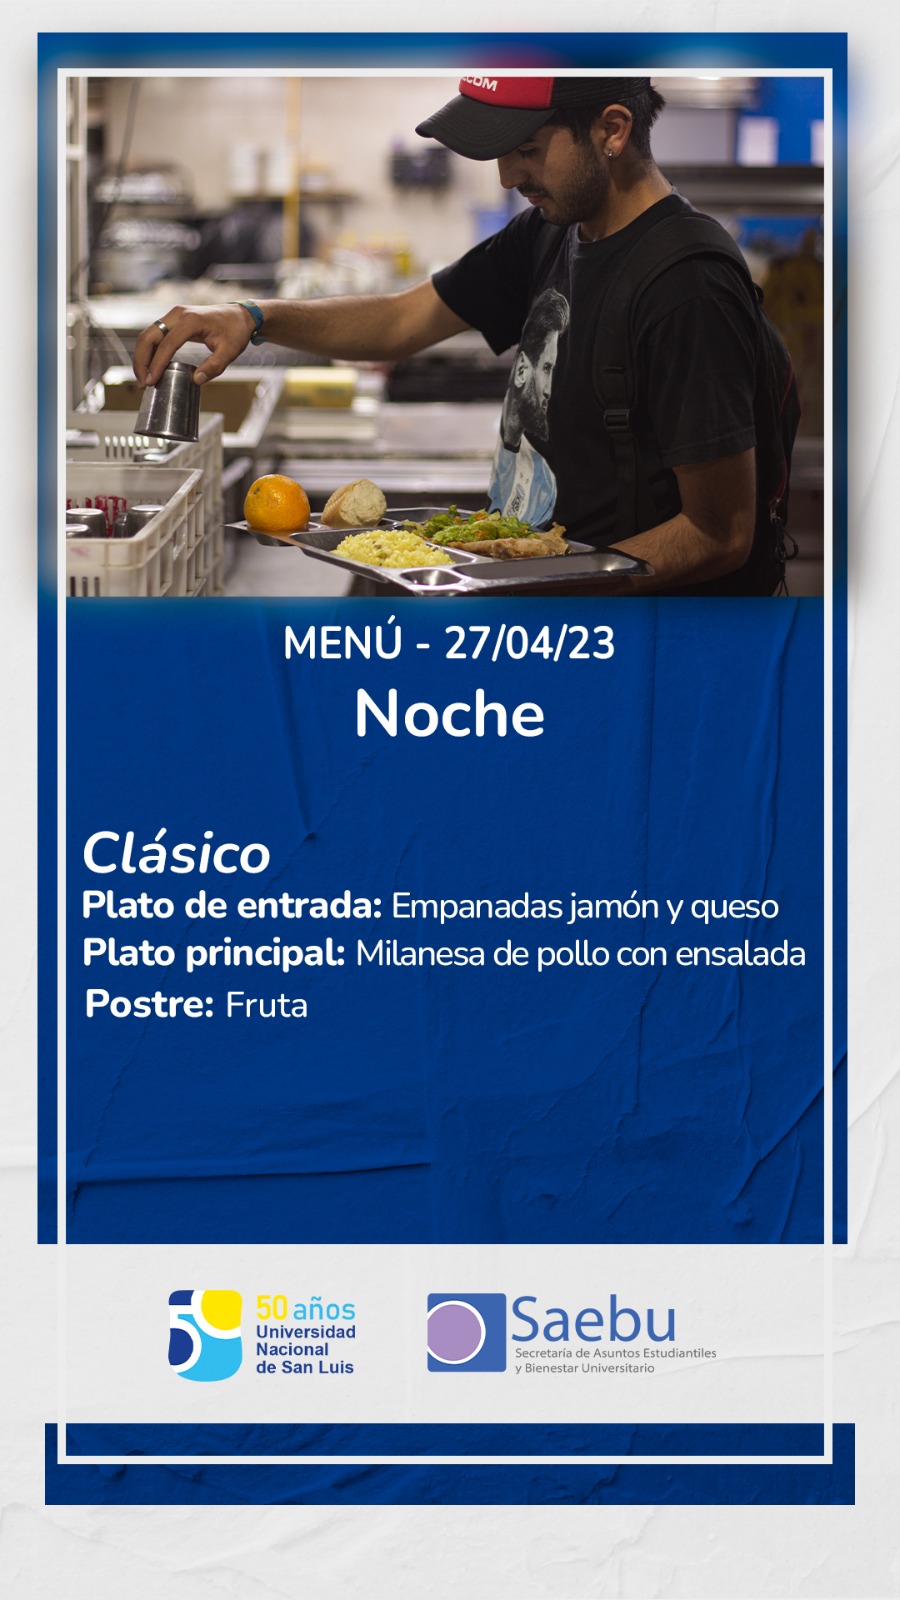 .COM
MENÚ - 27/04/23
Noche
Clásico
Plato de entrada: Empanadas jamón y queso
Plato principal: Milanesa de pollo con ensalada
Postre: Fruta
50 años
Universidad
Nacional
de San Luis
Saebu
Secretaría de Asuntos Estudiantiles
y Bienestar Universitario